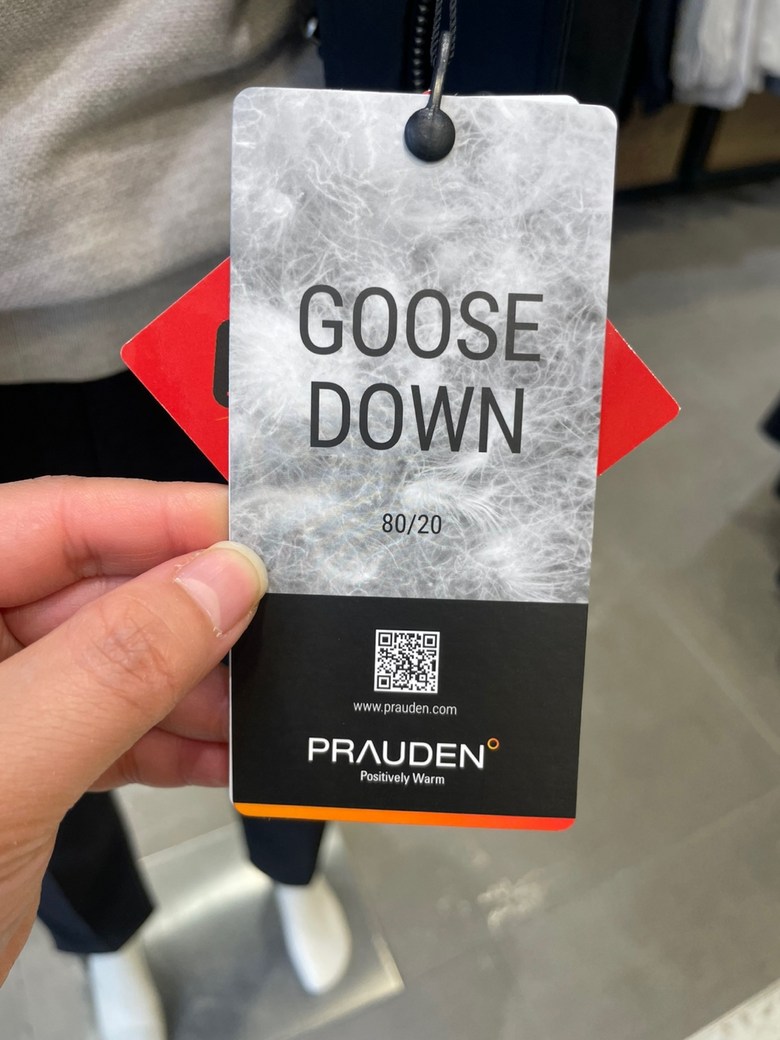 GOOSE
DOWN
80/20
www.prauden.com
PRAUDEN°
Positively Warm